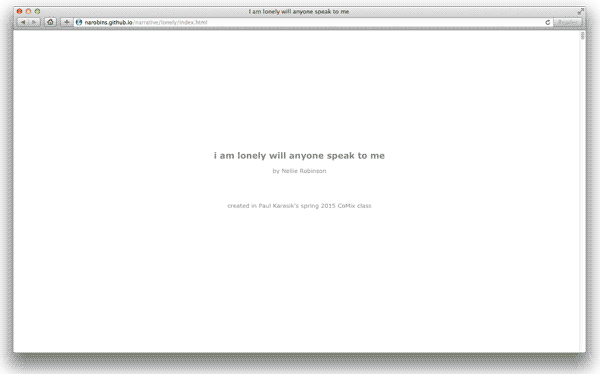 i am lonely will anyone speak to me
narobins.github.io/narrative/lonely/index.html
Reader
i am lonely will anyone speak to me
by Nellie Robinson
created in Paul Karasik's spring 2015 CoMix class